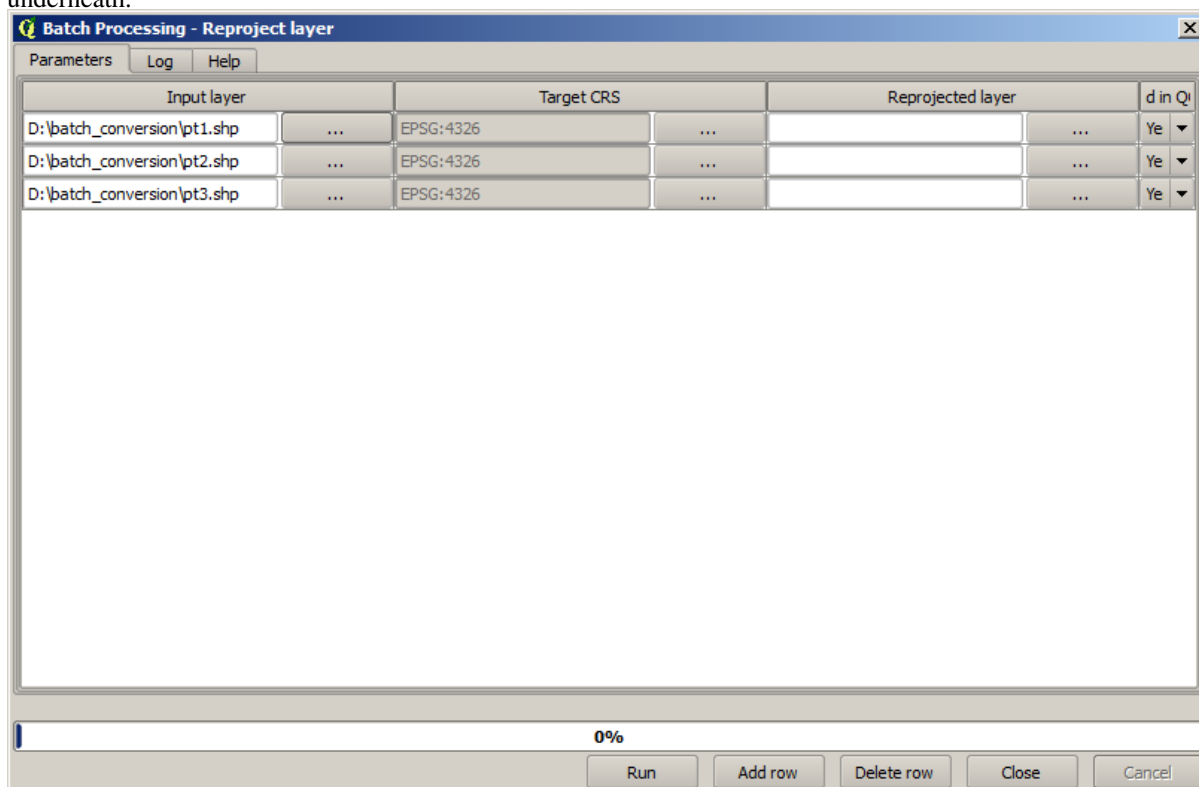 underneath.
Batch Processing - Reproject layer
Parameters Log Help
Input layer Target CRS Reprojected layer d in Q
D:\batch_conversion\pt1.shp ... EPSG:4326 ... ... Ye
D:\batch_conversion\pt2.shp ... EPSG:4326 ... ... Ye
D:\batch_conversion\pt3.shp ... EPSG:4326 ... ... Ye
0%
Run Add row Delete row Close Cancel